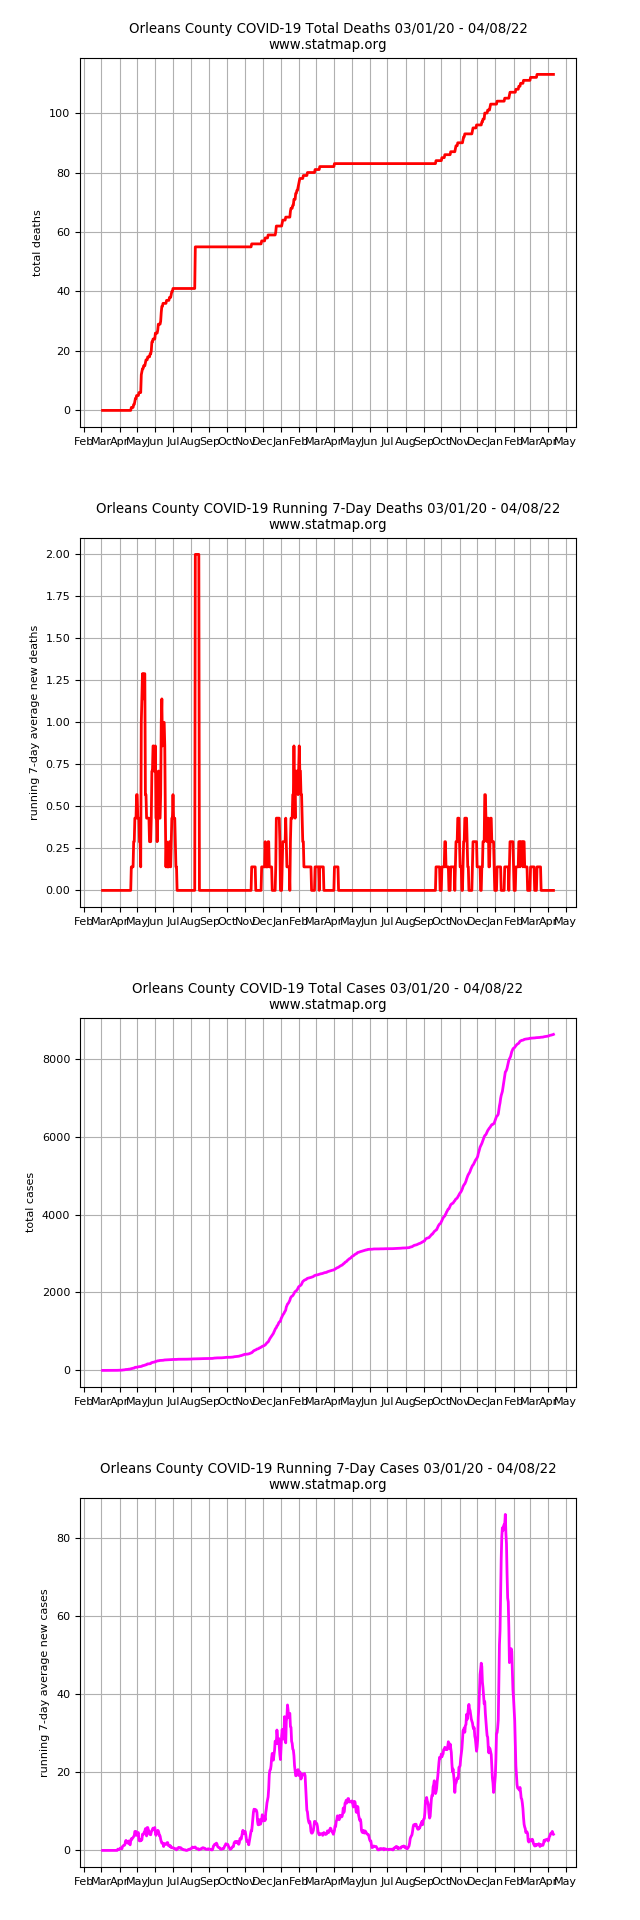 Orleans County COVID-19 Total Deaths 03/01/20 - 04/08/22
www.statmap.org
100
80
60
40
20
0
total deaths
Feb Mar Apr May Jun Jul Aug Sep Oct Nov Dec Jan Feb Mar Apr May Jun Jul Aug Sep Oct Nov Dec Jan Feb Mar Apr May
Orleans County COVID-19 Running 7-Day Deaths 03/01/20 - 04/08/22
www.statmap.org
2.00
1.75
1.50
1.25
1.00
0.75
0.50
0.25
0.00
running 7-day average new deaths
Feb Mar Apr May Jun Jul Aug Sep Oct Nov Dec Jan Feb Mar Apr May Jun Jul Aug Sep Oct Nov Dec Jan Feb Mar Apr May
Orleans County COVID-19 Total Cases 03/01/20 - 04/08/22
www.statmap.org
8000
6000
4000
2000
0
total cases
Feb Mar Apr May Jun Jul Aug Sep Oct Nov Dec Jan Feb Mar Apr May Jun Jul Aug Sep Oct Nov Dec Jan Feb Mar Apr May
Orleans County COVID-19 Running 7-Day Cases 03/01/20 - 04/08/22
www.statmap.org
80
60
40
20
0
running 7-day average new cases
Feb Mar Apr May Jun Jul Aug Sep Oct Nov Dec Jan Feb Mar Apr May Jun Jul Aug Sep Oct Nov Dec Jan Feb Mar Apr May